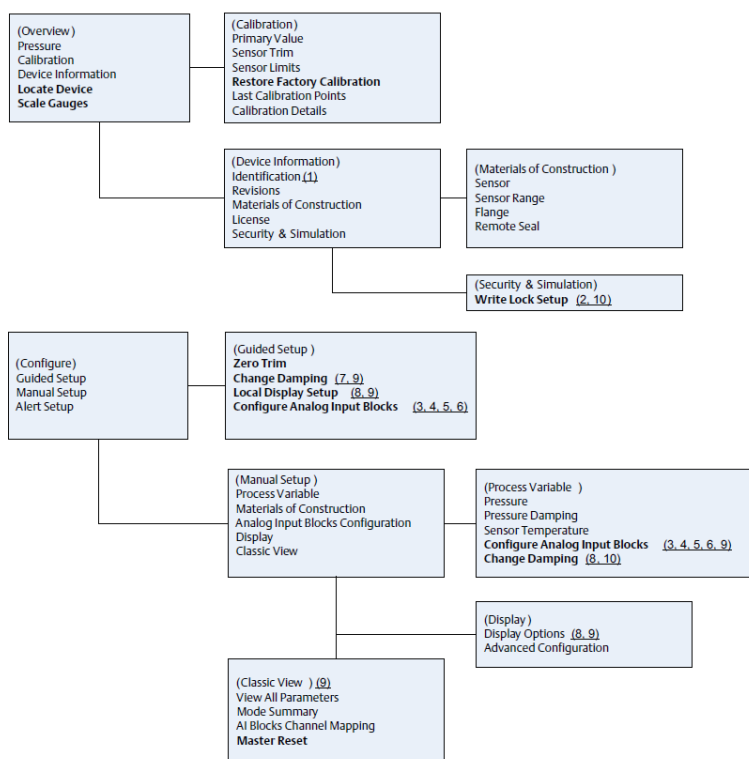 (Overview)
Pressure
Calibration
Device Information
Locate Device
Scale Gauges
(Calibration)
Primary Value
Sensor Trim
Sensor Limits
Restore Factory Calibration
Last Calibration Points
Calibration Details
(Device Information)
Identification (1)
Revisions
Materials of Construction
License
Security & Simulation
(Materials of Construction )
Sensor
Sensor Range
Flange
Remote Seal
(Security & Simulation)
Write Lock Setup (2, 10)
(Configure)
Guided Setup
Manual Setup
Alert Setup
(Guided Setup )
Zero Trim
Change Damping (7, 9)
Local Display Setup (8, 9)
Configure Analog Input Blocks (3, 4, 5, 6)
(Manual Setup )
Process Variable
Materials of Construction
Analog Input Blocks Configuration
Display
Classic View
(Process Variable )
Pressure
Pressure Damping
Sensor Temperature
Configure Analog Input Blocks (3, 4, 5, 6, 9)
Change Damping (8, 10)
(Display )
Display Options (8, 9)
Advanced Configuration
(Classic View ) (9)
View All Parameters
Mode Summary
AI Blocks Channel Mapping
Master Reset